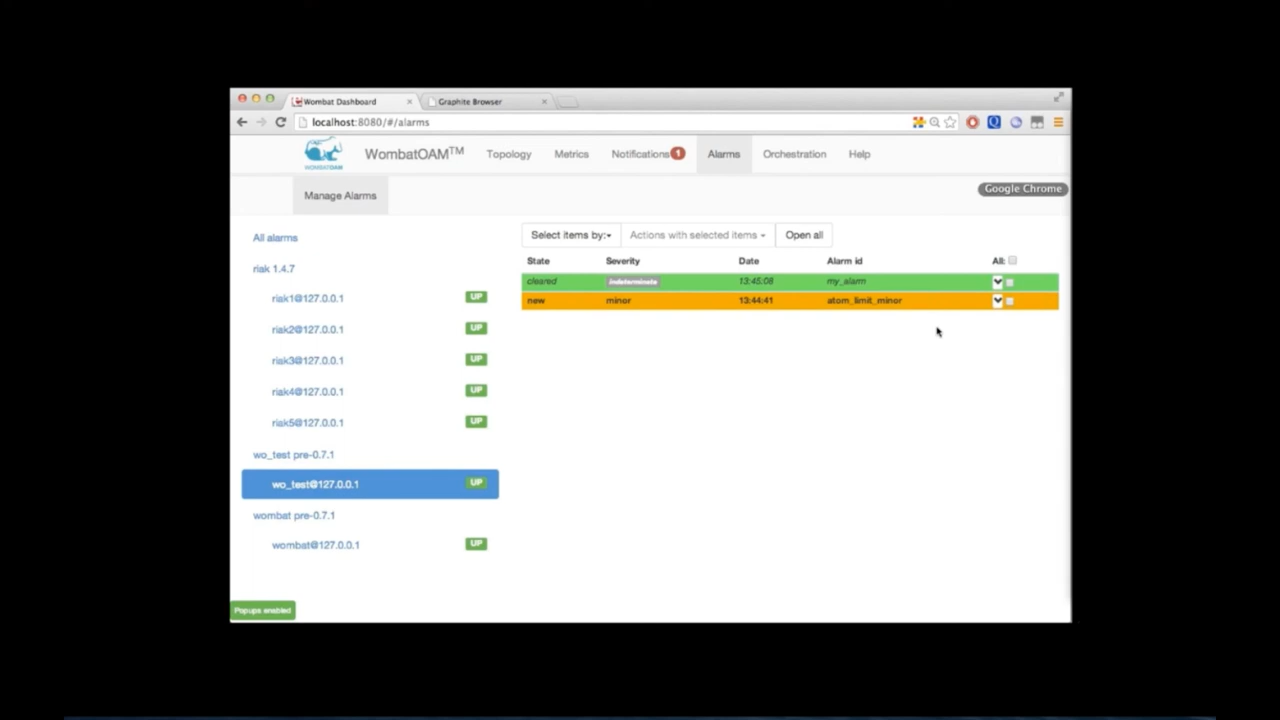 Wombat Dashboard
Graphite Browser
localhost:8080/#/alarms
WOMBATOAM
WombatOAM™
Topology
Metrics
Notifications 1
Alarms
Orchestration
Help
Manage Alarms
Google Chrome
All alarms
riak 1.4.7
riak1@127.0.0.1 UP
riak2@127.0.0.1 UP
riak3@127.0.0.1 UP
riak4@127.0.0.1 UP
riak5@127.0.0.1 UP
wo_test pre-0.7.1
wo_test@127.0.0.1 UP
wombat pre-0.7.1
wombat@127.0.0.1 UP
Popups enabled
Select items by: Actions with selected items Open all
State Severity Date Alarm id All:
cleared indeterminate 13:45:08 my_alarm
new minor 13:44:41 atom_limit_minor